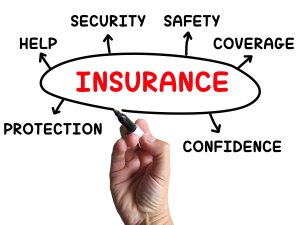 SECURITY SAFETY
HELP COVERAGE
INSURANCE
PROTECTION
CONFIDENCE